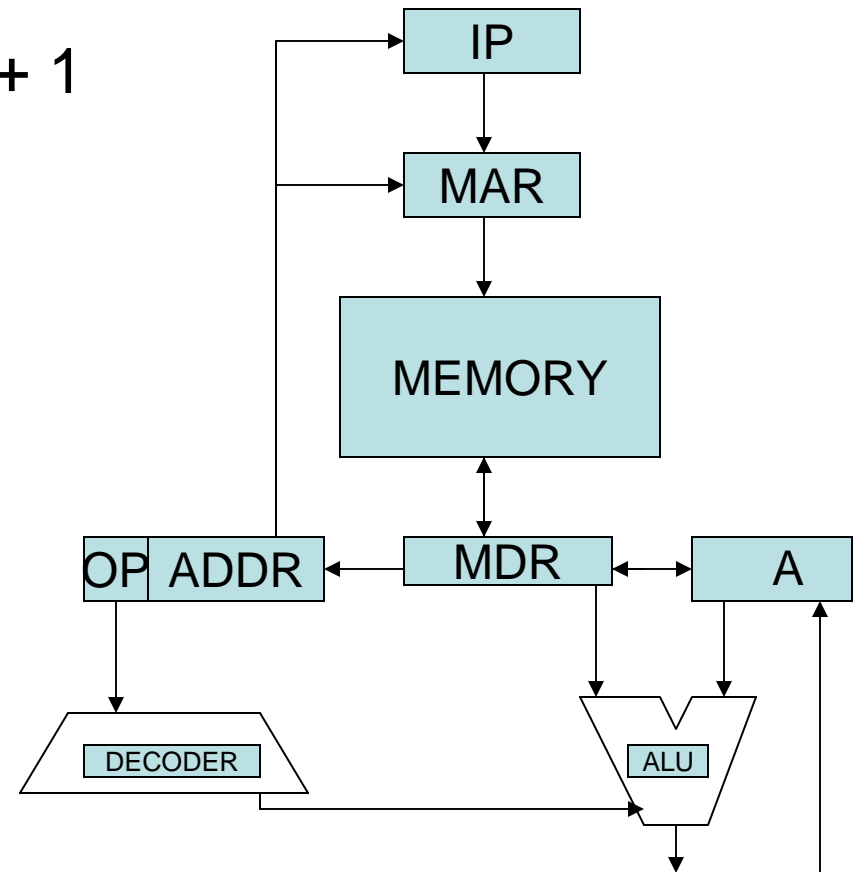 + 1
IP
MAR
MEMORY
OP ADDR
MDR
A
DECODER
ALU